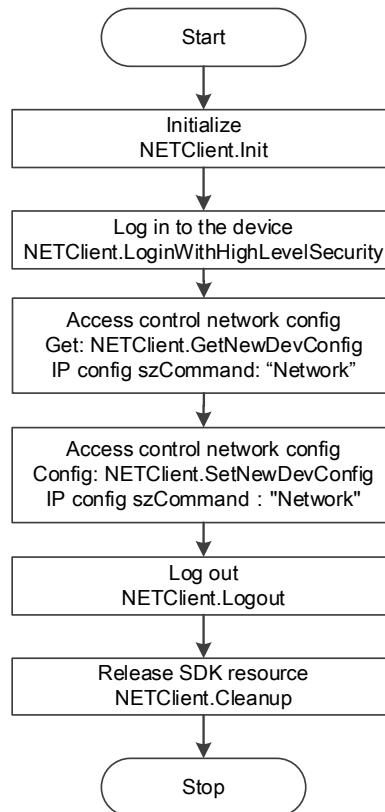 Start
Initialize
NETClient.Init
Log in to the device
NETClient.LoginWithHighLevelSecurity
Access control network config
Get: NETClient.GetNewDevConfig
IP config szCommand: “Network”
Access control network config
Config: NETClient.SetNewDevConfig
IP config szCommand : "Network"
Log out
NETClient.Logout
Release SDK resource
NETClient.Cleanup
Stop